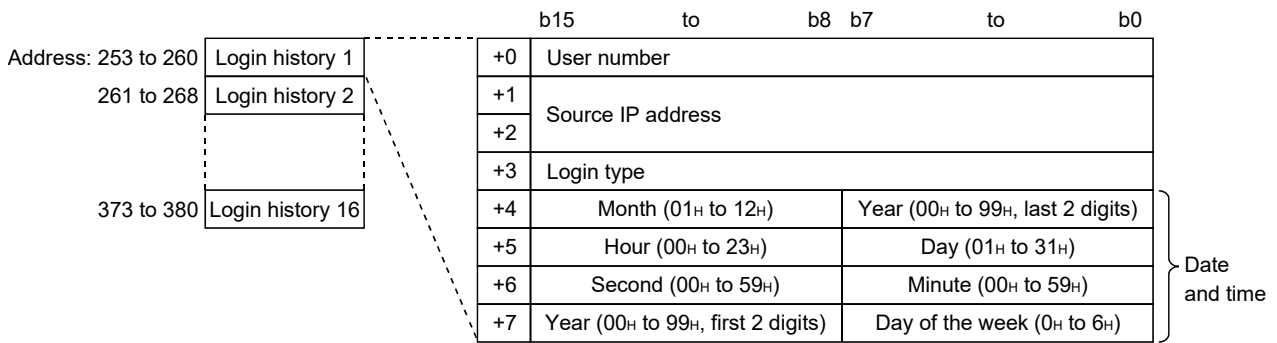 b15 to b8 b7 to b0
Address: 253 to 260 Login history 1 +0 User number
261 to 268 Login history 2 +1
Source IP address
+2
+3 Login type
373 to 380 Login history 16 +4 Month (01H to 12H) Year (00H to 99H, last 2 digits)
+5 Hour (00H to 23H) Day (01H to 31H)
+6 Second (00H to 59H) Minute (00H to 59H)
+7 Year (00H to 99H, first 2 digits) Day of the week (0H to 6H)
Date
and time